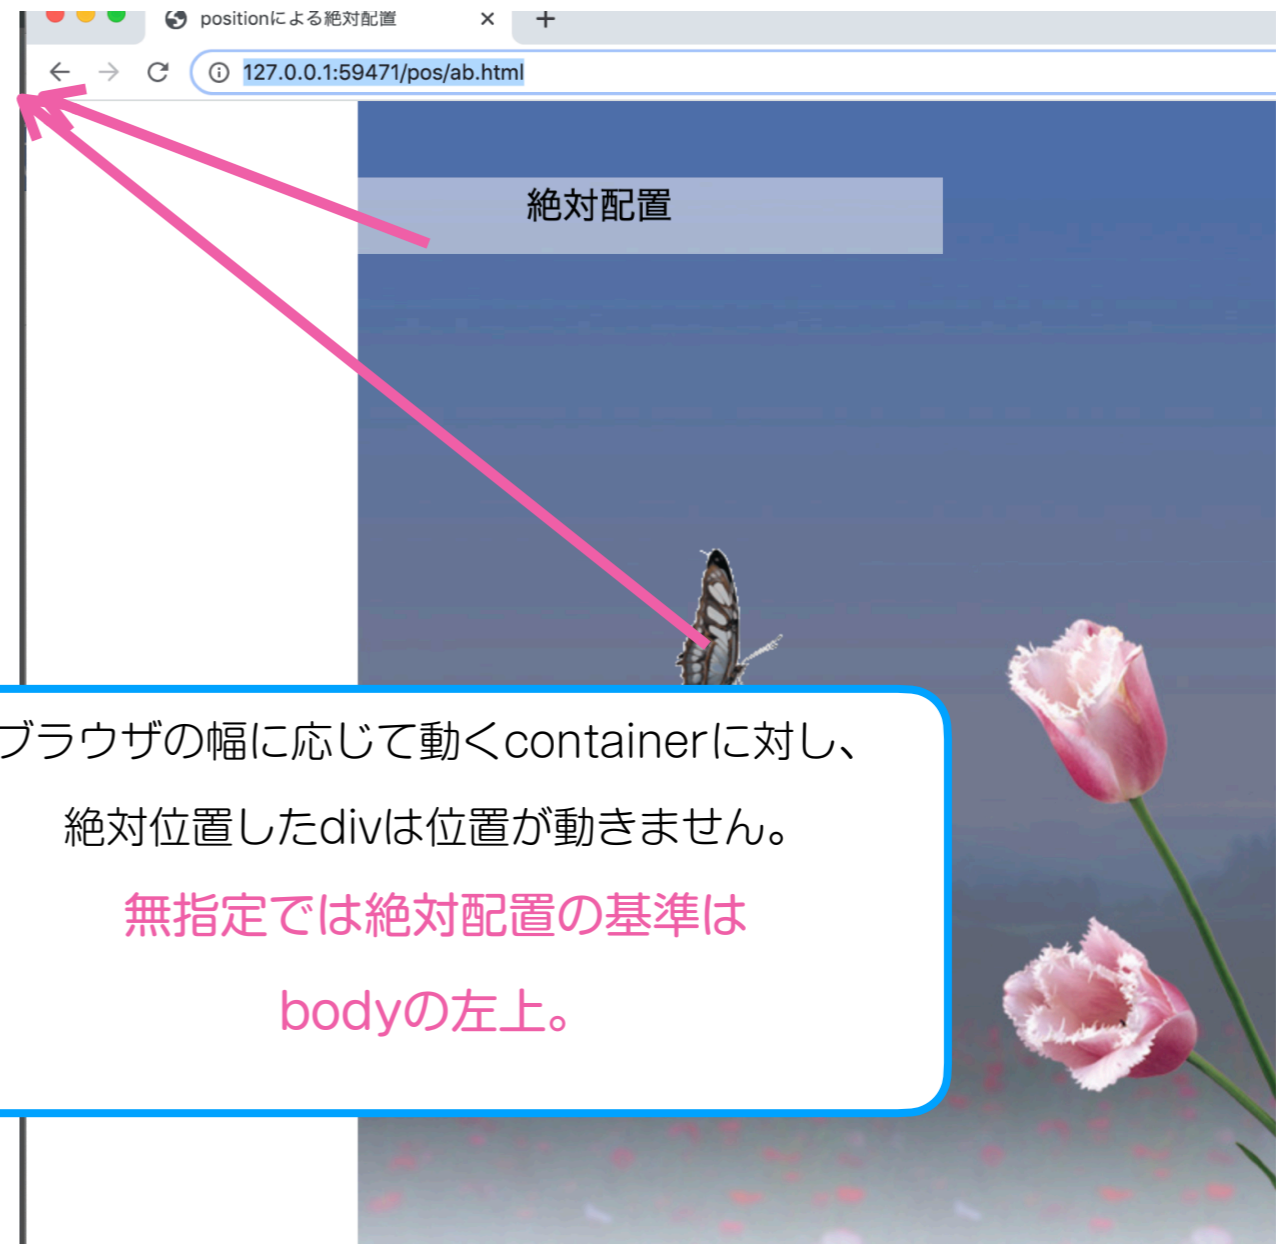 positionによる絶対配置
127.0.0.1:59471/pos/ab.html
絶対配置
ブラウザの幅に応じて動くcontainerに対し、
絶対位置したdivは位置が動きません。
無指定では絶対配置の基準は
bodyの左上。